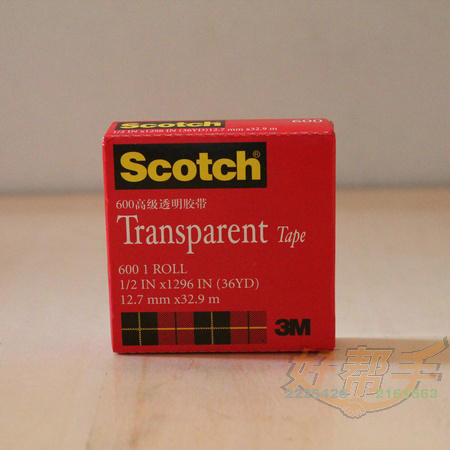 600
1/2 IN x1296 IN (36YD)12.7 mm x32.9 m
Scotch®
600高级透明胶带
Transparent Tape
600 1 ROLL
1/2 IN x1296 IN (36YD)
12.7 mm x32.9 m
3M
好帮手